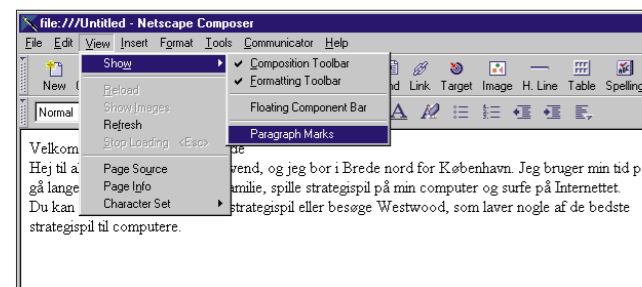 file:///Untitled - Netscape Composer
File Edit View Insert Format Tools Communicator Help
Show
Composition Toolbar
Formatting Toolbar
Floating Component Bar
Paragraph Marks
Reload
Show Images
Refresh
Stop Loading <Esc>
Page Source
Page Info
Character Set
New Link Target Image H. Line Table Spelling
Normal
Velkom de
Hej til a vend, og jeg bor i Brede nord for København. Jeg bruger min tid p
gå lange milie, spille strategispil på min computer og surfe på Internettet.
Du kan strategispil eller besøge Westwood, som laver nogle af de bedste
strategispil til computere.